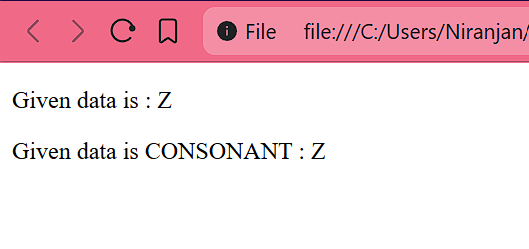 File file:///C:/Users/Niranjan/
Given data is : Z
Given data is CONSONANT : Z